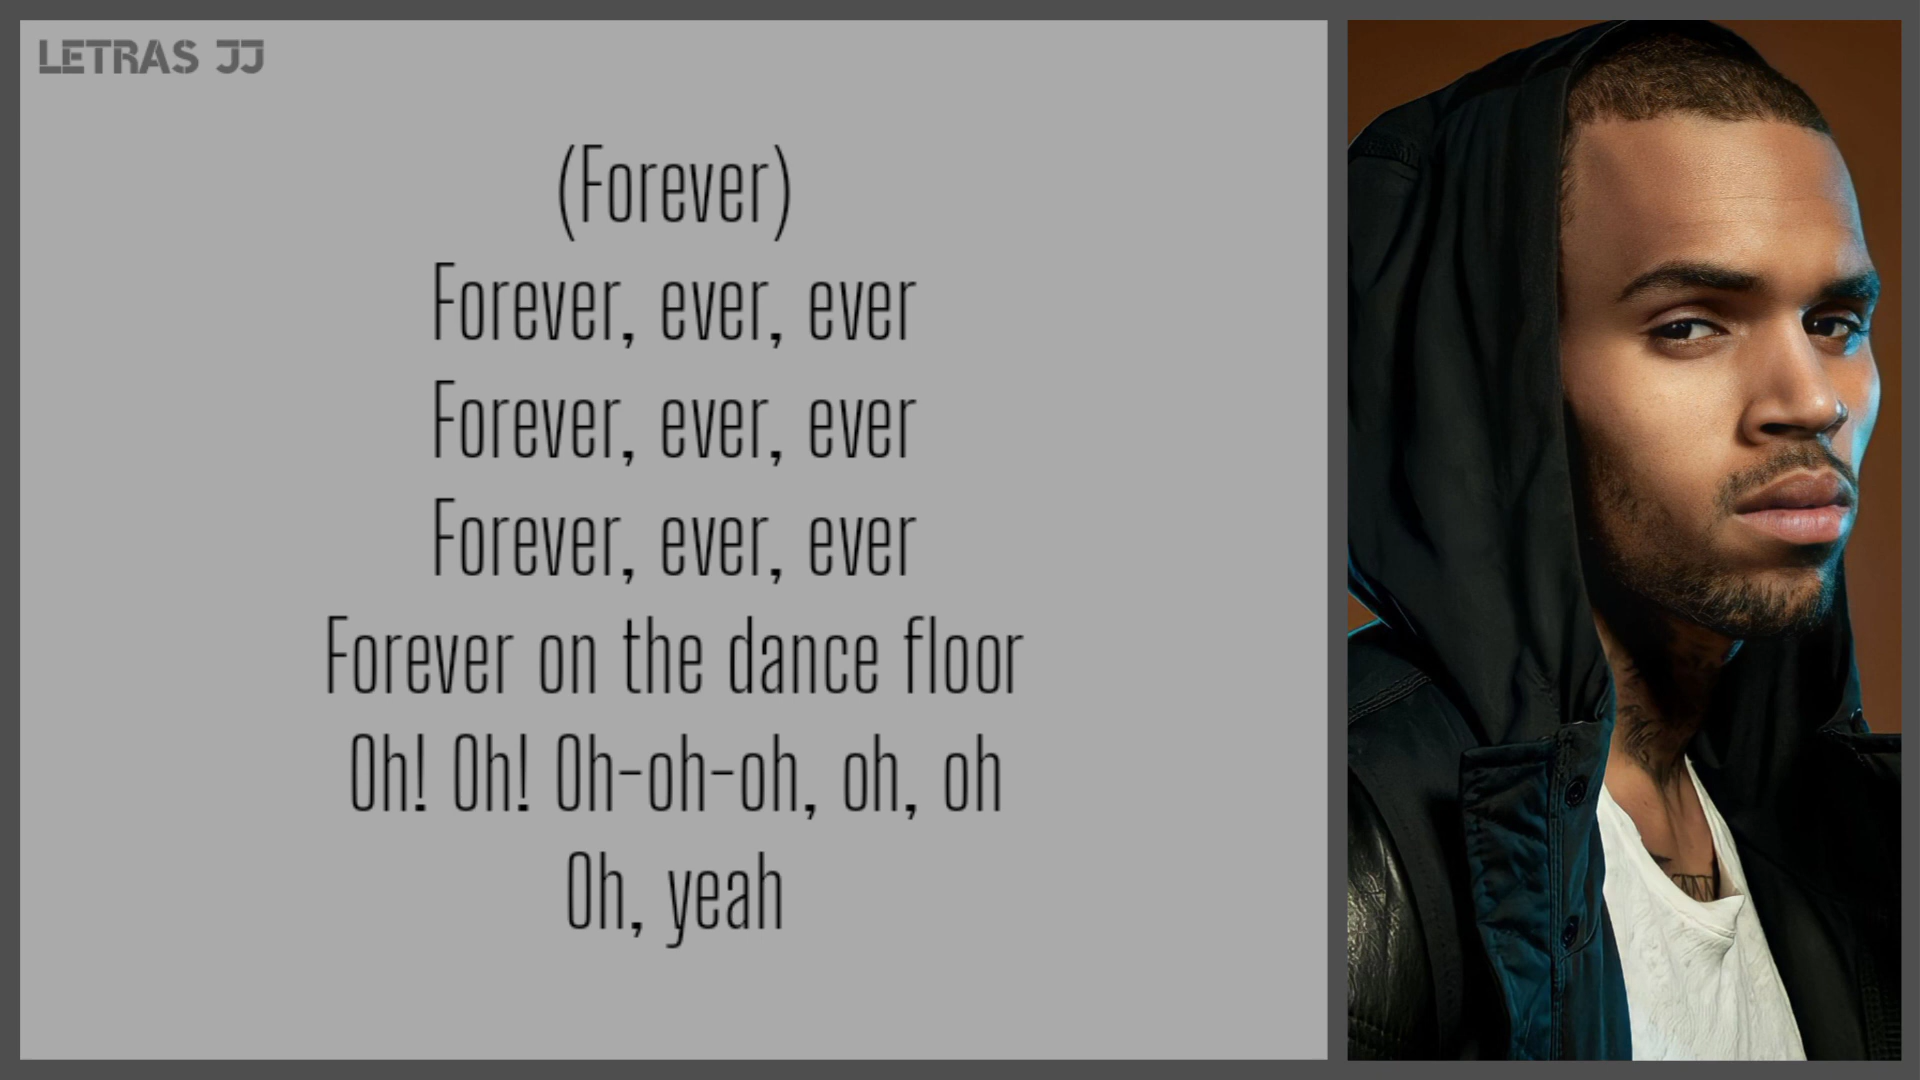 LETRAS JJ
(Forever)
Forever, ever, ever
Forever, ever, ever
Forever, ever, ever
Forever on the dance floor
Oh! Oh! Oh-oh-oh, oh, oh
Oh, yeah